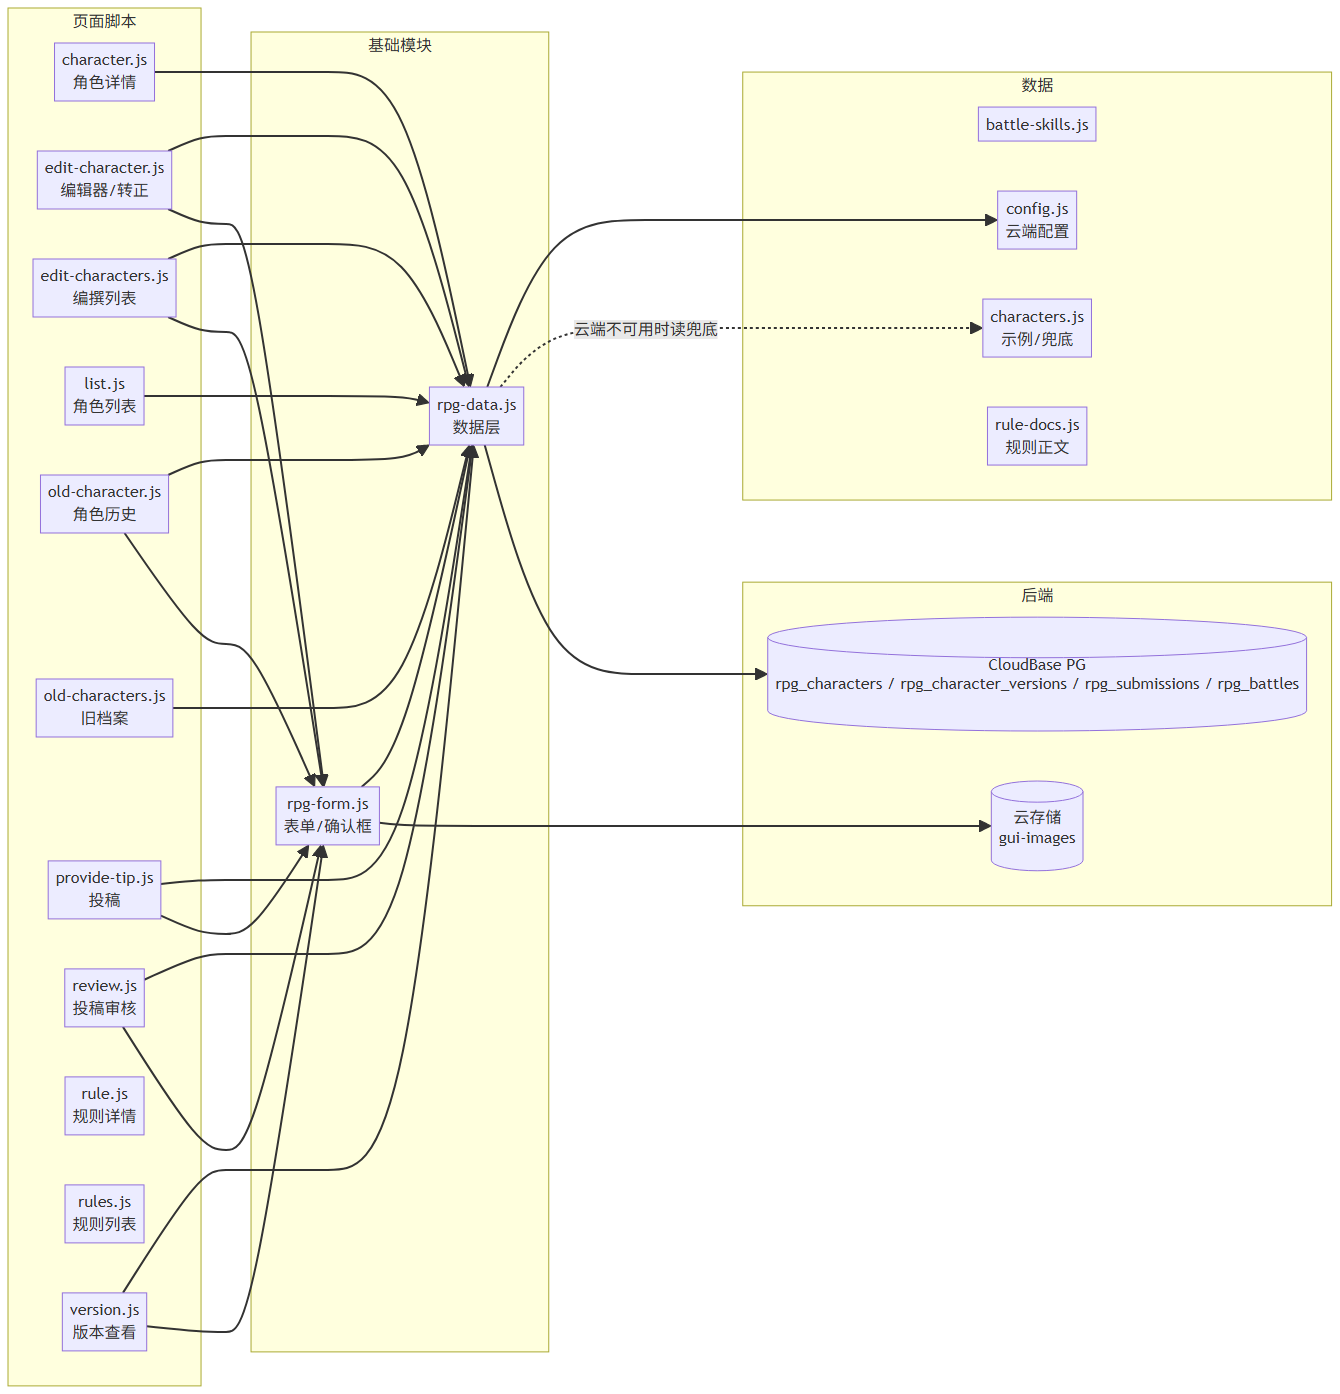 页面脚本
character.js
角色详情
edit-character.js
编辑器/转正
edit-characters.js
编撰列表
list.js
角色列表
old-character.js
角色历史
old-characters.js
旧档案
provide-tip.js
投稿
review.js
投稿审核
rule.js
规则详情
rules.js
规则列表
version.js
版本查看
基础模块
rpg-data.js
数据层
rpg-form.js
表单/确认框
云端不可用时读兜底
数据
battle-skills.js
config.js
云端配置
characters.js
示例/兜底
rule-docs.js
规则正文
后端
CloudBase PG
rpg_characters / rpg_character_versions / rpg_submissions / rpg_battles
云存储
gui-images